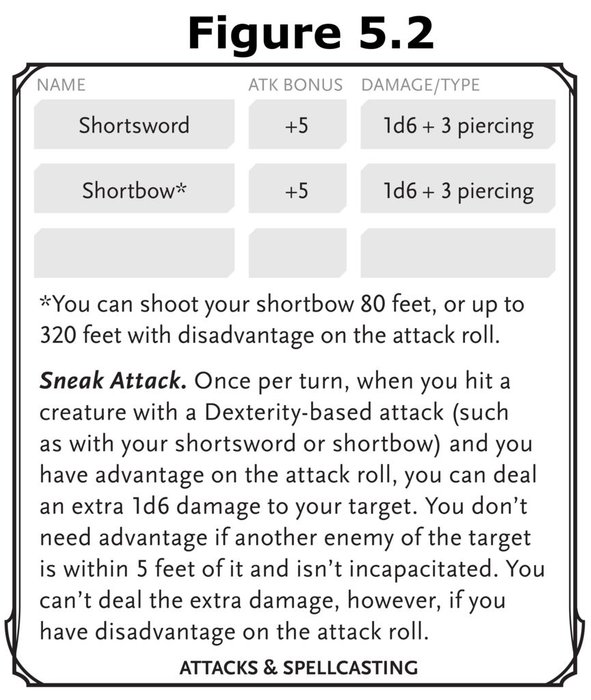 Figure 5.2
NAME ATK BONUS DAMAGE/TYPE
Shortsword +5 1d6 + 3 piercing
Shortbow* +5 1d6 + 3 piercing
*You can shoot your shortbow 80 feet, or up to
320 feet with disadvantage on the attack roll.
Sneak Attack. Once per turn, when you hit a
creature with a Dexterity-based attack (such
as with your shortsword or shortbow) and you
have advantage on the attack roll, you can deal
an extra 1d6 damage to your target. You don’t
need advantage if another enemy of the target
is within 5 feet of it and isn’t incapacitated. You
can’t deal the extra damage, however, if you
have disadvantage on the attack roll.
ATTACKS & SPELLCASTING